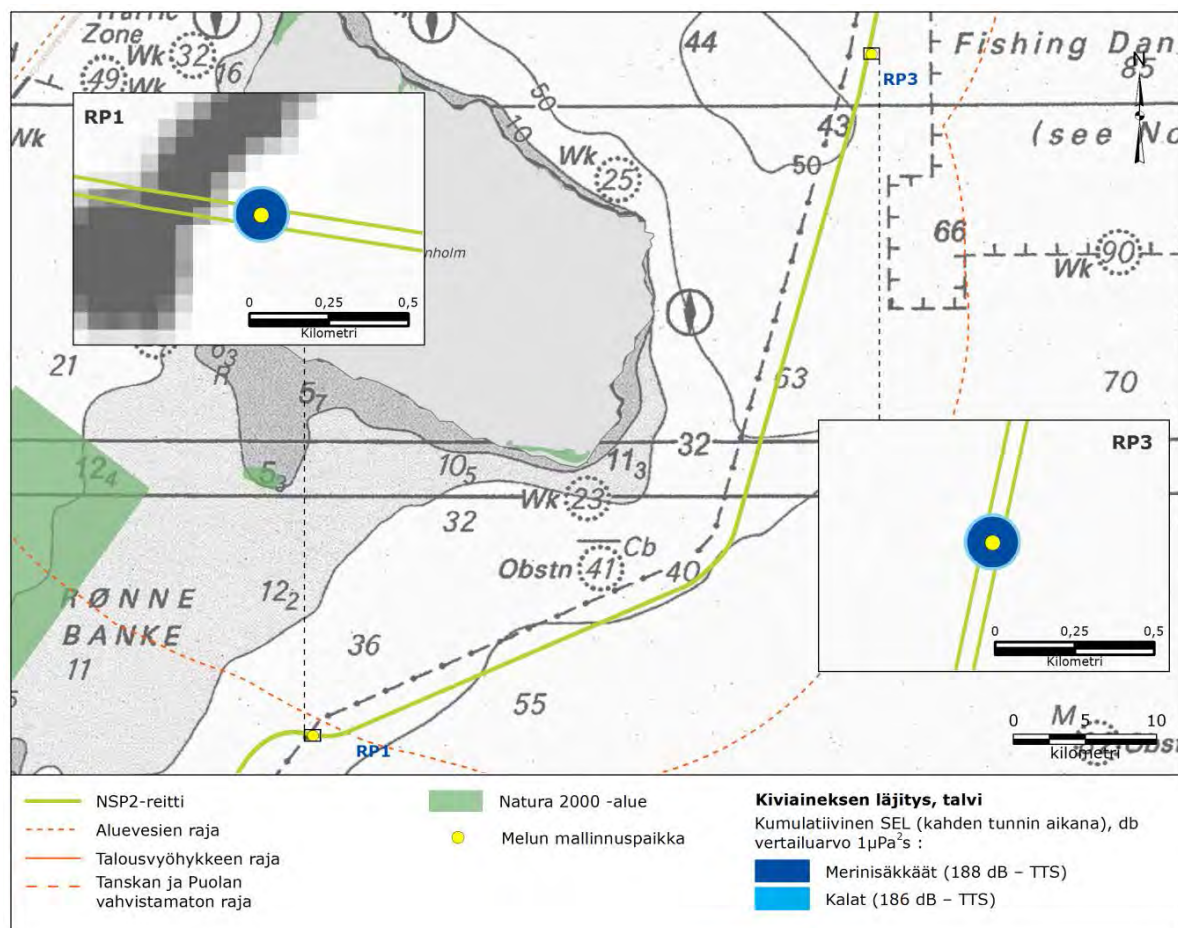 Traffic
Zone
Wk 32
49
Wk
16
44
Fishing Dan
85
N
RP3
(see No
Wk
50
10
Wk
25
43
50
66
Wk 90
RP1
nholm
0 0,25 0,5
Kilometri
21
3
R
5₇
63
70
12₄
5₃
10₅
11₃
32
Wk 23
32
Cb
Obstn 41
40
RP3
0 0,25 0,5
Kilometri
RØNNE
BANKE
11
12₂
36
55
RP1
M
0 5 10
kilometri
Obst
NSP2-reitti
Aluevesien raja
Talousvyöhykkeen raja
Tanskan ja Puolan
vahvistamaton raja
Natura 2000 -alue
Melun mallinnuspaikka
Kiviaineksen läjitys, talvi
Kumulatiivinen SEL (kahden tunnin aikana), db
vertailuarvo 1µPa²s :
Merinisäkkäät (188 dB – TTS)
Kalat (186 dB – TTS)